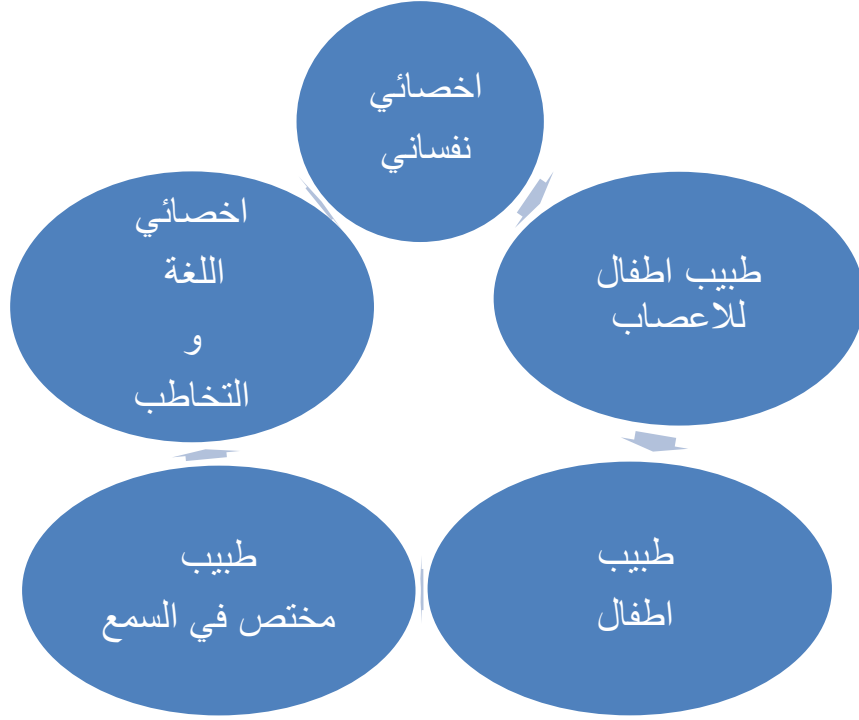 اخصائي
نفساني
طبيب اطفال
للاعصاب
طبيب
اطفال
طبيب
مختص في السمع
اخصائي
اللغة
و
التخاطب